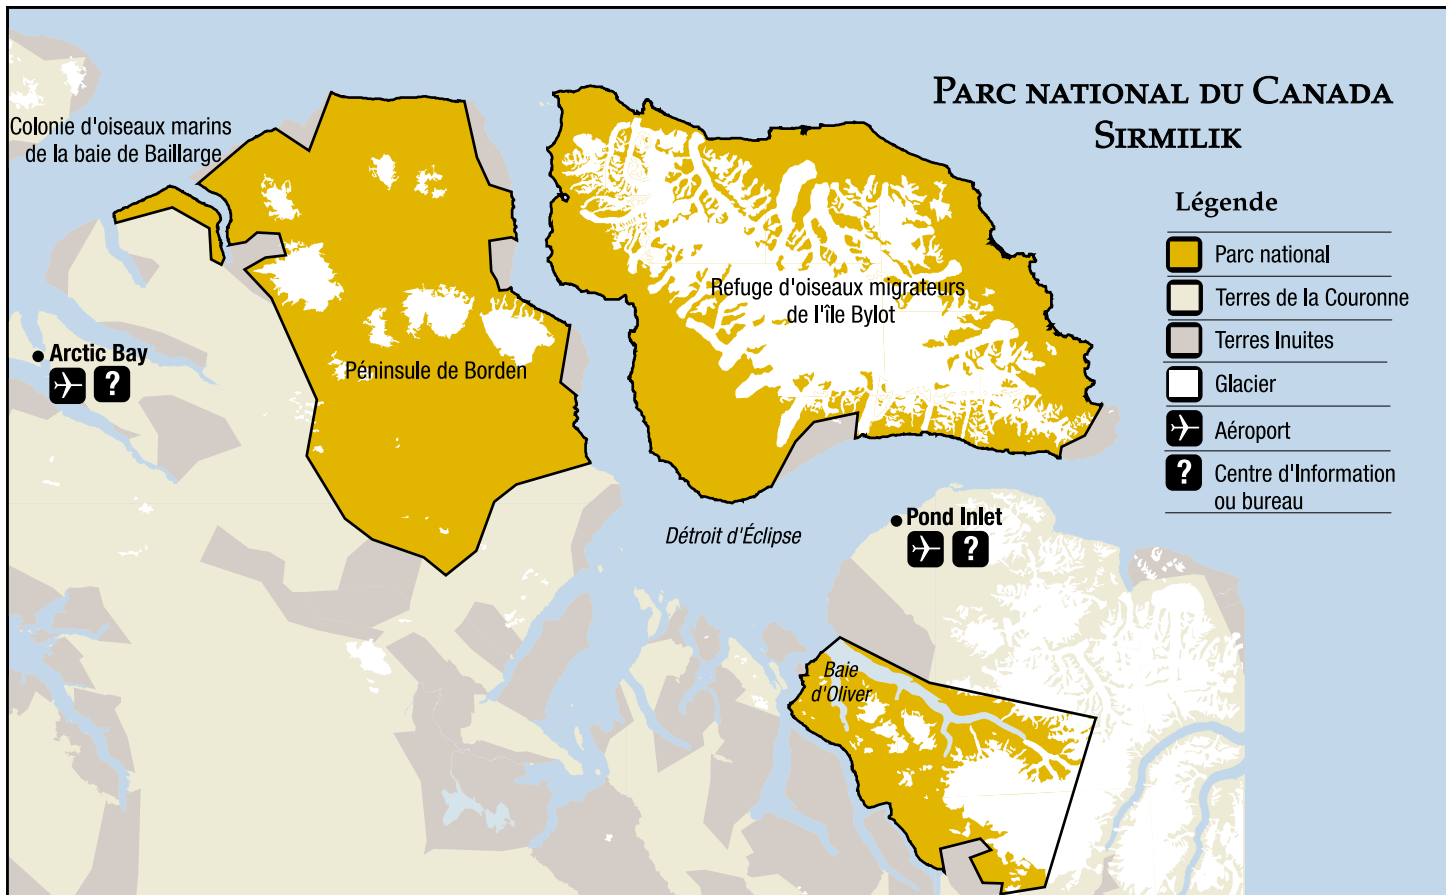 PARC NATIONAL DU CANADA
SIRMILIK
Colonie d'oiseaux marins
de la baie de Baillarge
Légende
Parc national
Terres de la Couronne
Terres Inuites
Glacier
Aéroport
? Centre d'Information
ou bureau
Refuge d'oiseaux migrateurs
de l'île Bylot
Arctic Bay
?
Péninsule de Borden
Détroit d'Éclipse
Pond Inlet
?
Baie
d'Oliver